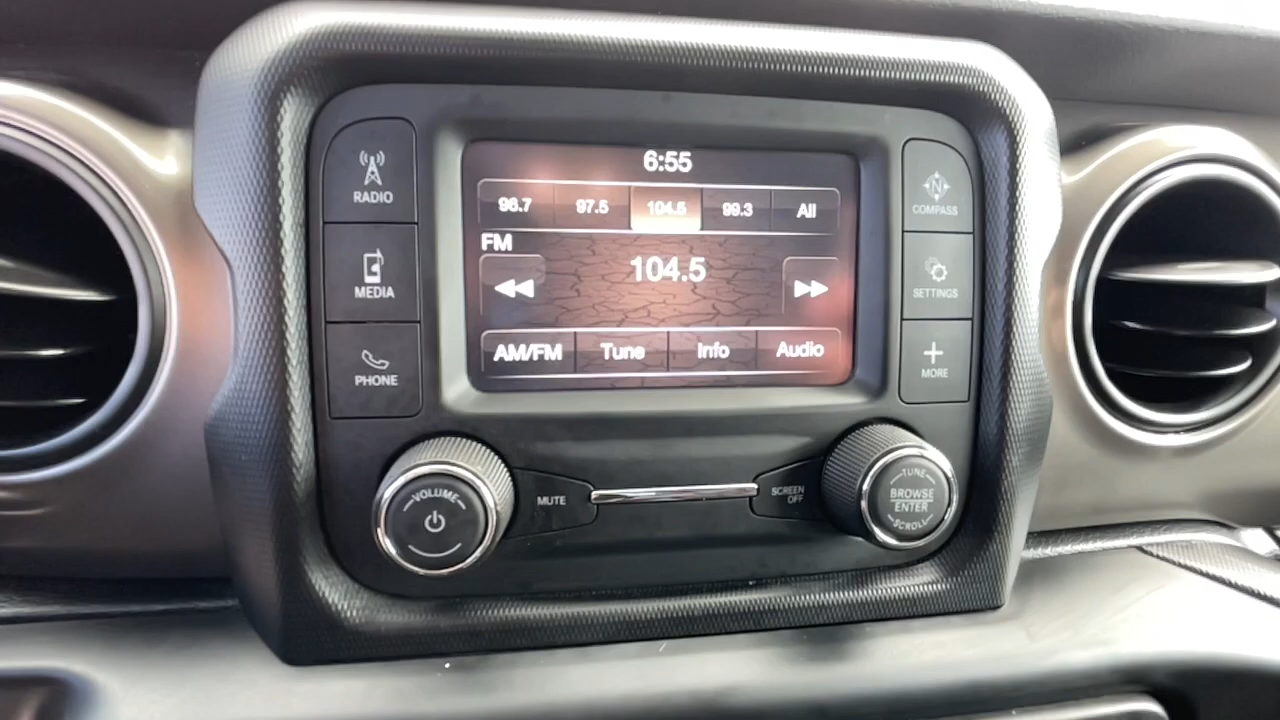 6:55
98.7 97.5 104.5 99.3 All
FM
104.5
AM/FM Tune Info Audio
RADIO
MEDIA
PHONE
N
COMPASS
SETTINGS
MORE
VOLUME
MUTE
SCREEN
OFF
TUNE
BROWSE
ENTER
SCROLL